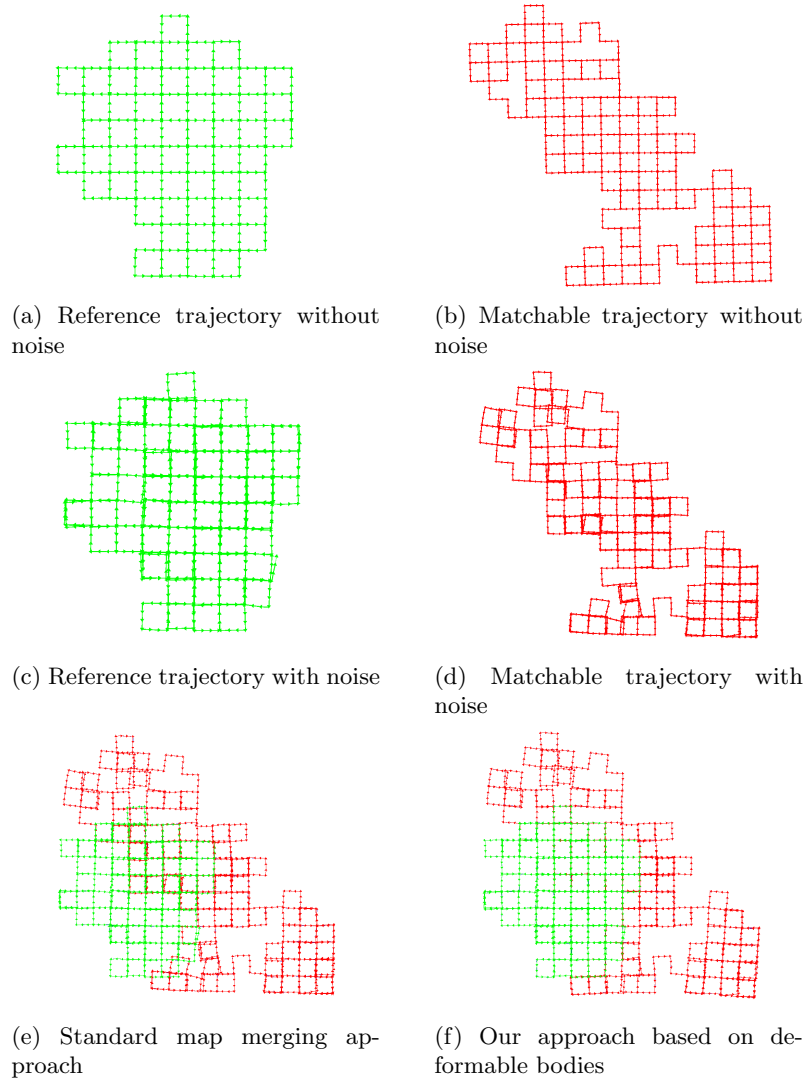 (a) Reference trajectory without
noise
(b) Matchable trajectory without
noise
(c) Reference trajectory with noise
(d) Matchable trajectory with
noise
(e) Standard map merging ap-
proach
(f) Our approach based on de-
formable bodies